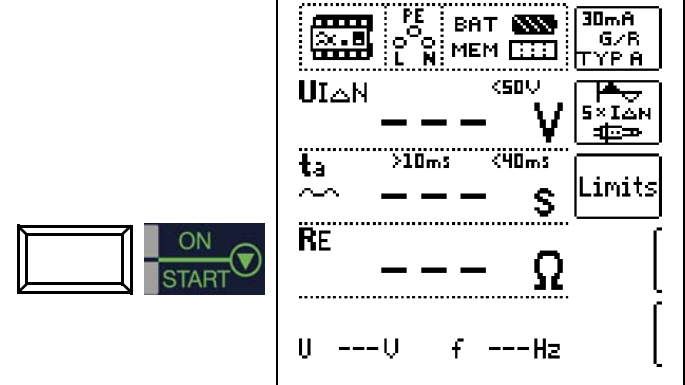 ON
START
PE
L N
BAT
MEM
30mA
G/R
TYP A
UI△N <50V
--- V
5×I△N
ta >10ms <40ms
--- s
Limits
RE
--- Ω
U ---V f ---Hz